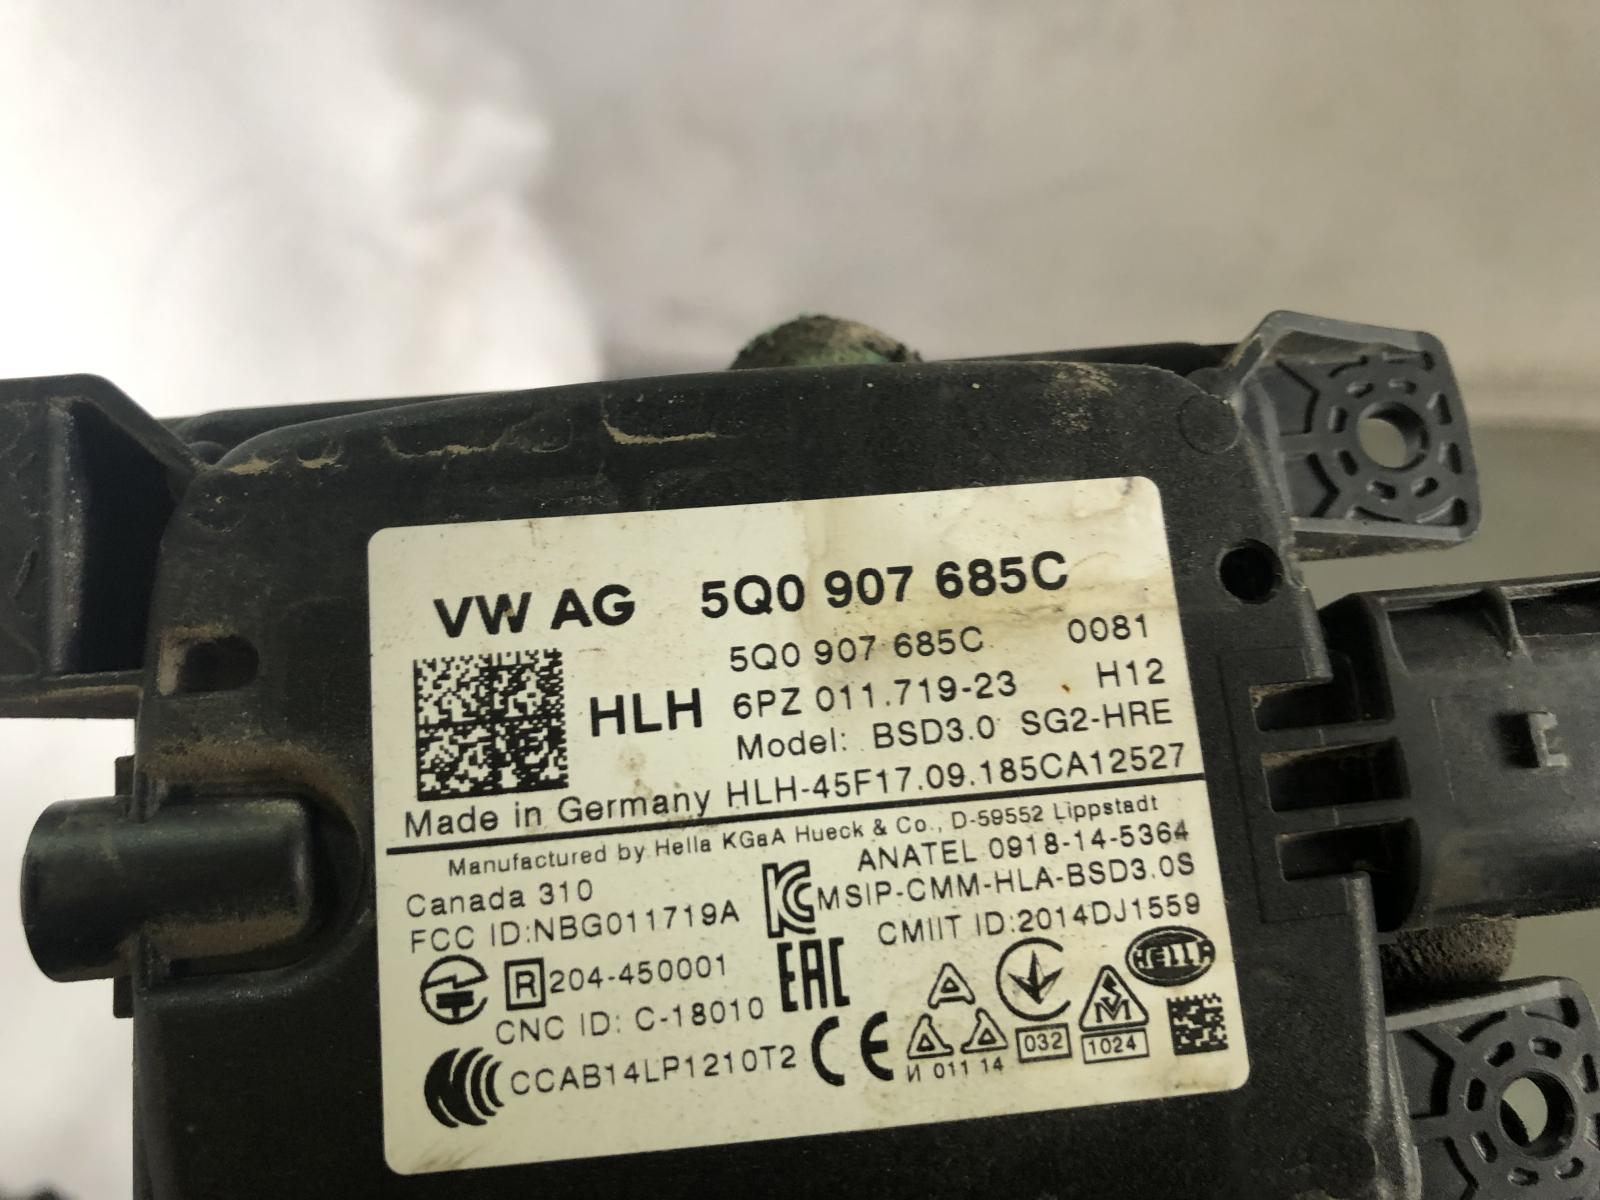 VW AG 5Q0 907 685C
5Q0 907 685C 0081
HLH 6PZ 011.719-23 H12
Model: BSD3.0 SG2-HRE
Made in Germany HLH-45F17.09.185CA12527
Manufactured by Hella KGaA Hueck & Co., D-59552 Lippstadt
Canada 310 ANATEL 0918-14-5364
FCC ID:NBG011719A MSIP-CMM-HLA-BSD3.0S
CMIIT ID:2014DJ1559
R 204-450001 EAC HELLA
CNC ID: C-18010
CCAB14LP1210T2 CE И 011 14 032 1024